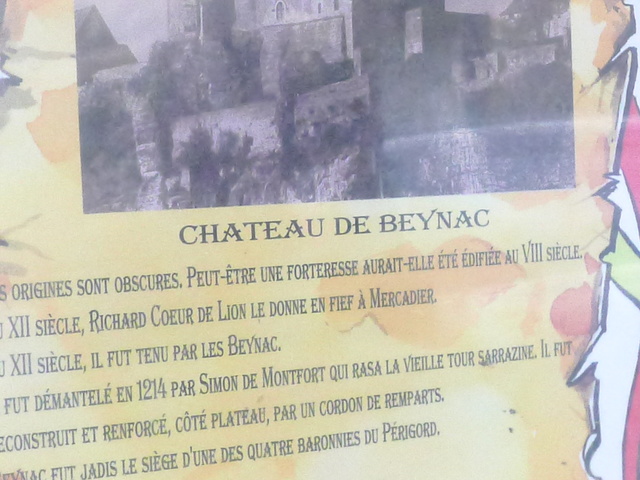 CHATEAU DE BEYNAC
S ORIGINES SONT OBSCURES. PEUT-ÊTRE UNE FORTERESSE AURAIT-ELLE ÉTÉ ÉDIFIÉE AU VIII SIÈCLE.
U XII SIÈCLE, RICHARD COEUR DE LION LE DONNE EN FIEF À MERCADIER.
U XII SIÈCLE, IL FUT TENU PAR LES BEYNAC.
FUT DÉMANTELÉ EN 1214 PAR SIMON DE MONTFORT QUI RASA LA VIEILLE TOUR SARRAZINE. IL FUT
ECONSTRUIT ET RENFORCÉ, CÔTÉ PLATEAU, PAR UN CORDON DE REMPARTS.
BEYNAC FUT JADIS LE SIÈGE D'UNE DES QUATRE BARONNIES DU PÉRIGORD.